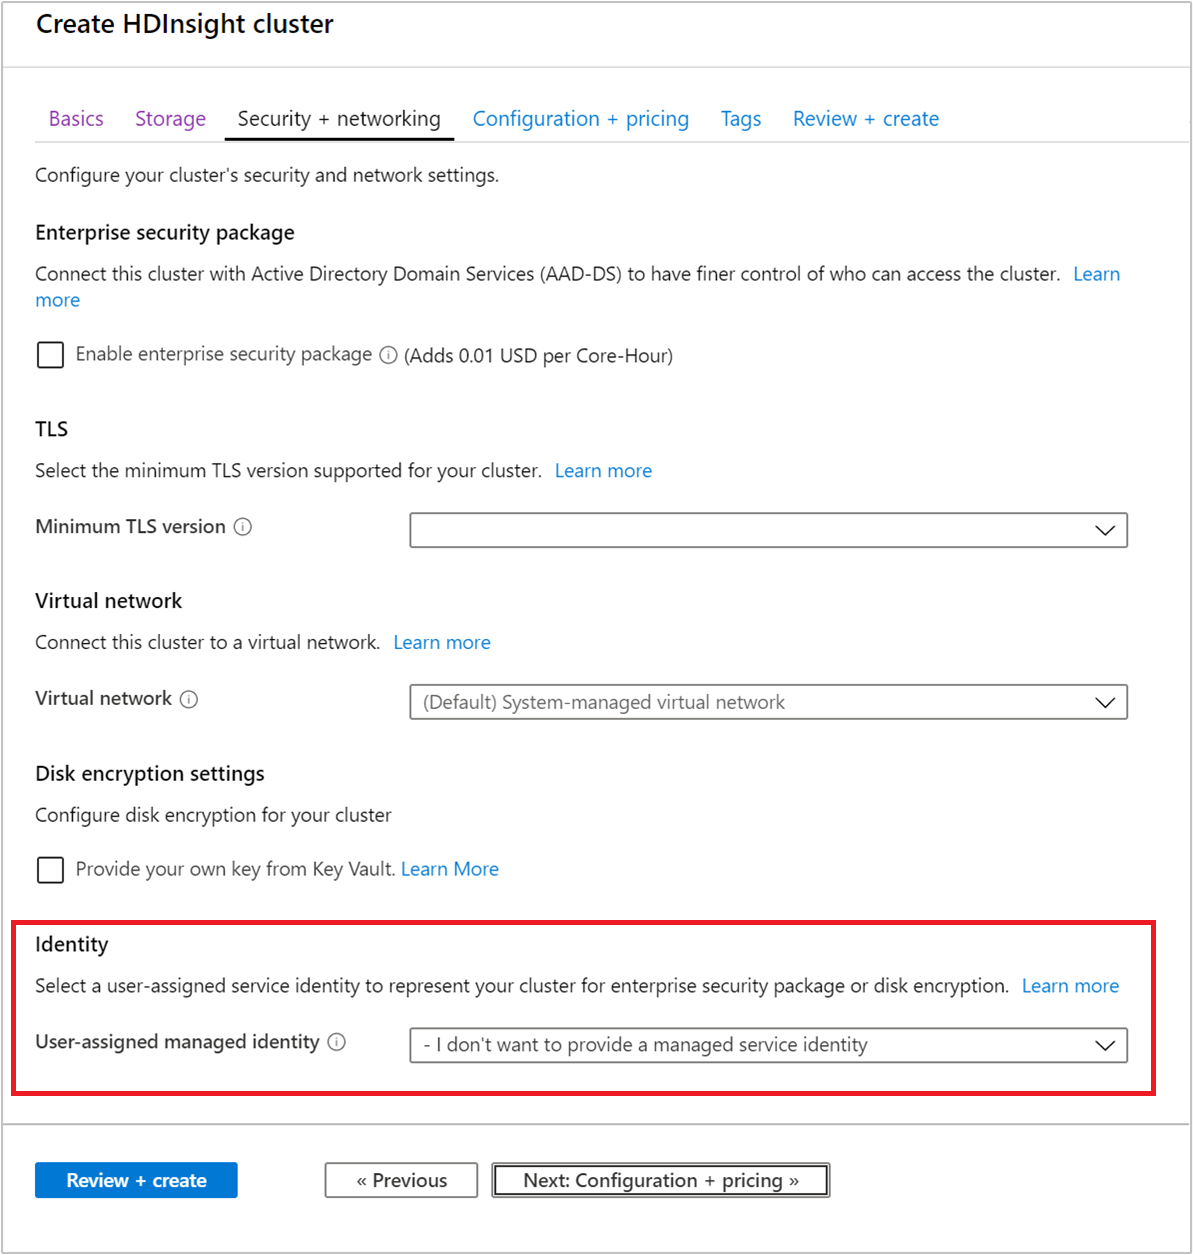 Create HDInsight cluster
Basics Storage Security + networking Configuration + pricing Tags Review + create
Configure your cluster's security and network settings.
Enterprise security package
Connect this cluster with Active Directory Domain Services (AAD-DS) to have finer control of who can access the cluster. Learn
more
Enable enterprise security package (Adds 0.01 USD per Core-Hour)
TLS
Select the minimum TLS version supported for your cluster. Learn more
Minimum TLS version
Virtual network
Connect this cluster to a virtual network. Learn more
Virtual network (Default) System-managed virtual network
Disk encryption settings
Configure disk encryption for your cluster
Provide your own key from Key Vault. Learn More
Identity
Select a user-assigned service identity to represent your cluster for enterprise security package or disk encryption. Learn more
User-assigned managed identity - I don't want to provide a managed service identity
Review + create « Previous Next: Configuration + pricing »